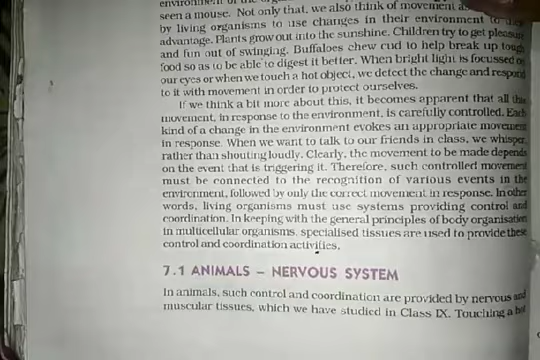 environment of the
seen a mouse. Not only that, we also think of movement as
by living organisms to use changes in their environment to their
advantage. Plants grow out into the sunshine. Children try to get pleasure
and fun out of swinging. Buffaloes chew cud to help break up tough
food so as to be able to digest it better. When bright light is focussed on
our eyes or when we touch a hot object, we detect the change and respond
to it with movement in order to protect ourselves.
If we think a bit more about this, it becomes apparent that all this
movement, in response to the environment, is carefully controlled. Each
kind of a change in the environment evokes an appropriate movement
in response. When we want to talk to our friends in class, we whisper,
rather than shouting loudly. Clearly, the movement to be made depends
on the event that is triggering it. Therefore, such controlled movement
must be connected to the recognition of various events in the
environment, followed by only the correct movement in response. In other
words, living organisms must use systems providing control and
coordination. In keeping with the general principles of body organisation
in multicellular organisms, specialised tissues are used to provide these
control and coordination activities.
7.1 ANIMALS – NERVOUS SYSTEM
In animals, such control and coordination are provided by nervous and
muscular tissues, which we have studied in Class IX. Touching a hot